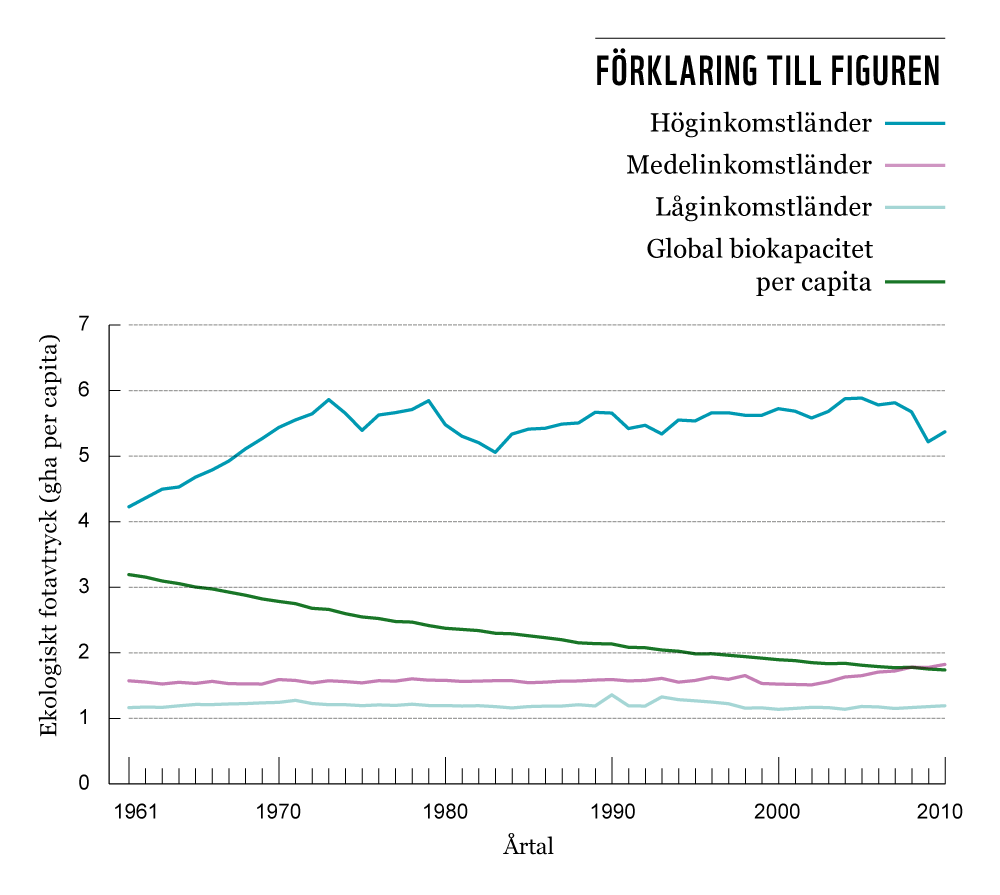 FÖRKLARING TILL FIGUREN
Höginkomstländer
Medelinkomstländer
Låginkomstländer
Global biokapacitet
per capita
Ekologiskt fotavtryck (gha per capita)
7
6
5
4
3
2
1
0
1961 1970 1980 1990 2000 2010
Årtal